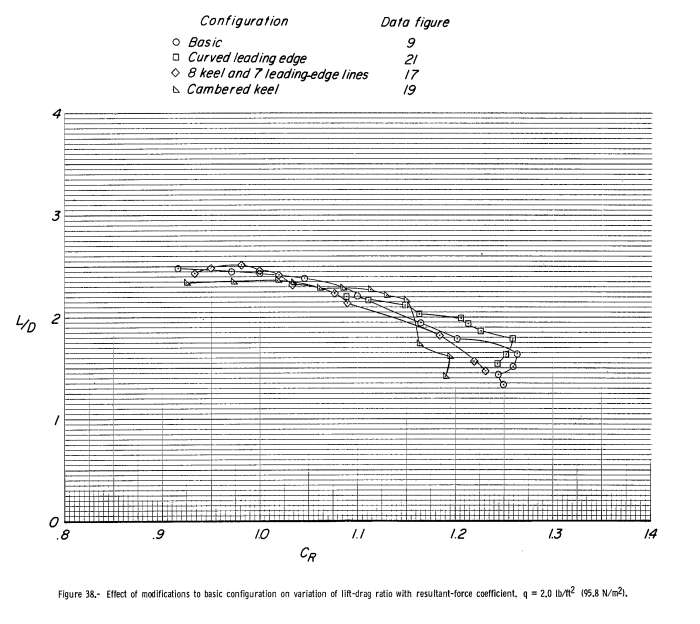 Configuration Data figure
Basic 9
Curved leading edge 21
8 keel and 7 leading-edge lines 17
Cambered keel 19
4
3
L/D
2
1
0
.8 .9 1.0 1.1 1.2 1.3 1.4
CR
Figure 38.- Effect of modifications to basic configuration on variation of lift-drag ratio with resultant-force coefficient. q = 2.0 lb/ft2 (95.8 N/m2).